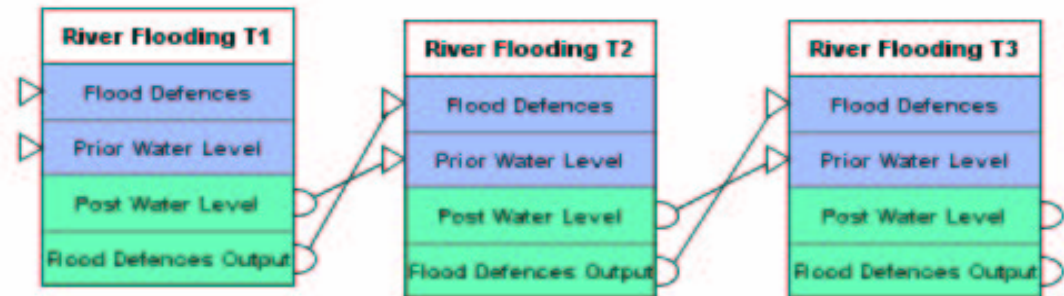 River Flooding T1
Flood Defences
Prior Water Level
Post Water Level
Flood Defences Output
River Flooding T2
Flood Defences
Prior Water Level
Post Water Level
Flood Defences Output
River Flooding T3
Flood Defences
Prior Water Level
Post Water Level
Flood Defences Output